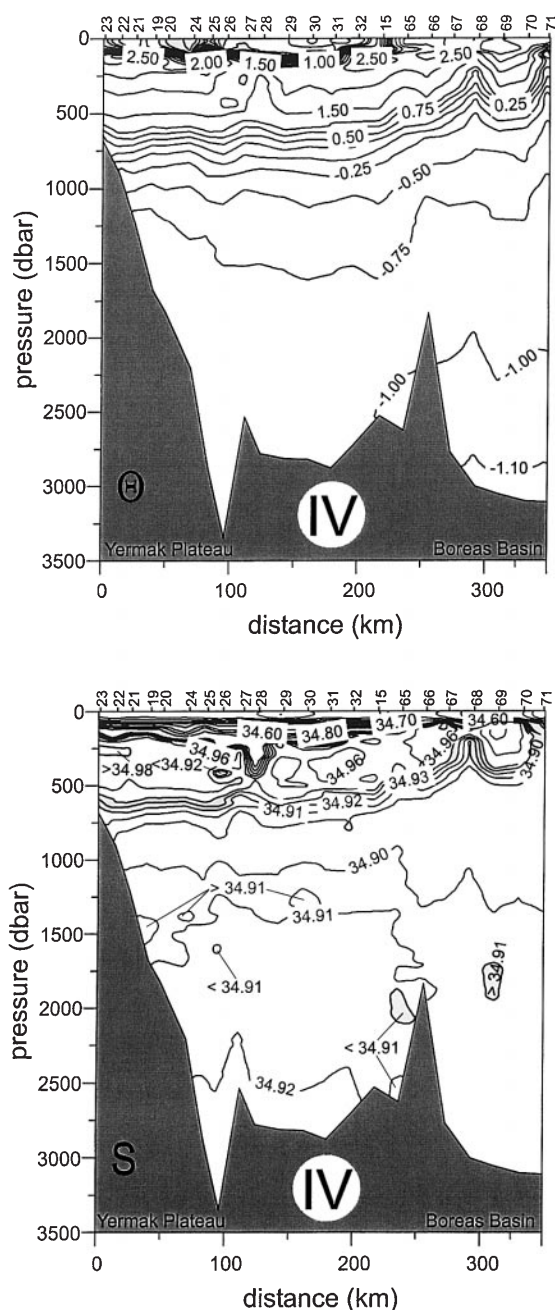 23 22 21 19 20 24 25 26 27 28 29 30 31 32 15 65 66 67 68 69 70 71
0
2.50 2.00 1.50 1.00 2.50 2.50
500
1.50 0.75 0.25
0.50
-0.25 -0.50
1000
-0.75
1500
2000
-1.00 -1.00
2500
-1.10
3000
Θ
IV
Yermak Plateau Boreas Basin
3500
0 100 200 300
pressure (dbar)
distance (km)
23 22 21 19 20 24 25 26 27 28 29 30 31 32 15 65 66 67 68 69 70 71
0
34.60 34.80 34.70 34.96 34.60
34.96 34.90
>34.98 <34.92 34.96
500
34.93
34.91 34.92
1000
34.90
> 34.91
34.91
1500
< 34.91
> 34.91
2000
< 34.91
2500
34.92
3000
S
IV
Yermak Plateau Boreas Basin
3500
0 100 200 300
pressure (dbar)
distance (km)